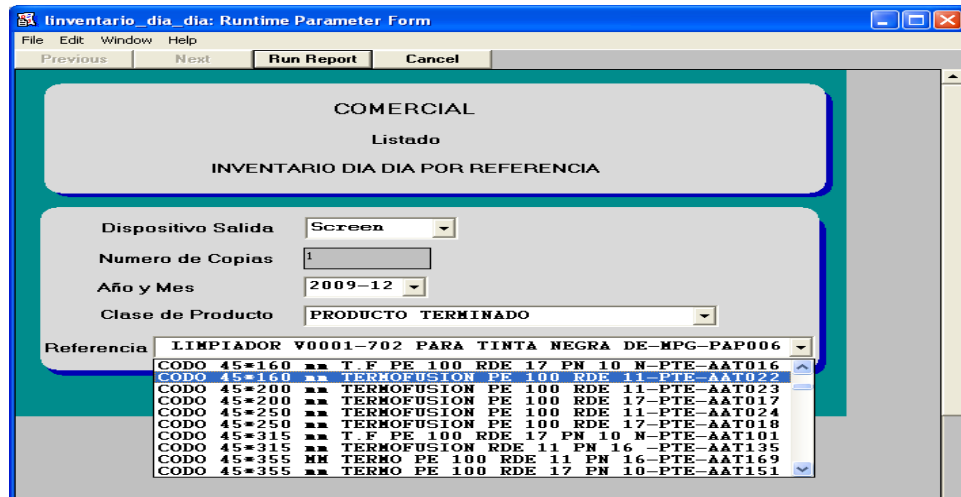 linventario_dia_dia: Runtime Parameter Form
File Edit Window Help
Previous Next Run Report Cancel
COMERCIAL
Listado
INVENTARIO DIA DIA POR REFERENCIA
Dispositivo Salida Screen
Numero de Copias 1
Año y Mes 2009-12
Clase de Producto PRODUCTO TERMINADO
Referencia LIMPIADOR V0001-702 PARA TINTA NEGRA DE-MPG-PAP006
CODO 45*160 mm T.F PE 100 RDE 17 PN 10 N-PTE-AAT016
CODO 45*160 mm TERMOFUSION PE 100 RDE 11-PTE-AAT022
CODO 45*200 mm TERMOFUSION PE 100 RDE 11-PTE-AAT023
CODO 45*200 mm TERMOFUSION PE 100 RDE 17-PTE-AAT017
CODO 45*250 mm TERMOFUSION PE 100 RDE 11-PTE-AAT024
CODO 45*250 mm TERMOFUSION PE 100 RDE 17-PTE-AAT018
CODO 45*315 mm T.F PE 100 RDE 17 PN 10 N-PTE-AAT101
CODO 45*315 mm TERMOFUSION RDE 11 PN 16 -PTE-AAT135
CODO 45*355 MM TERMO PE 100 RDE 11 PN 16-PTE-AAT169
CODO 45*355 mm TERMO PE 100 RDE 17 PN 10-PTE-AAT151